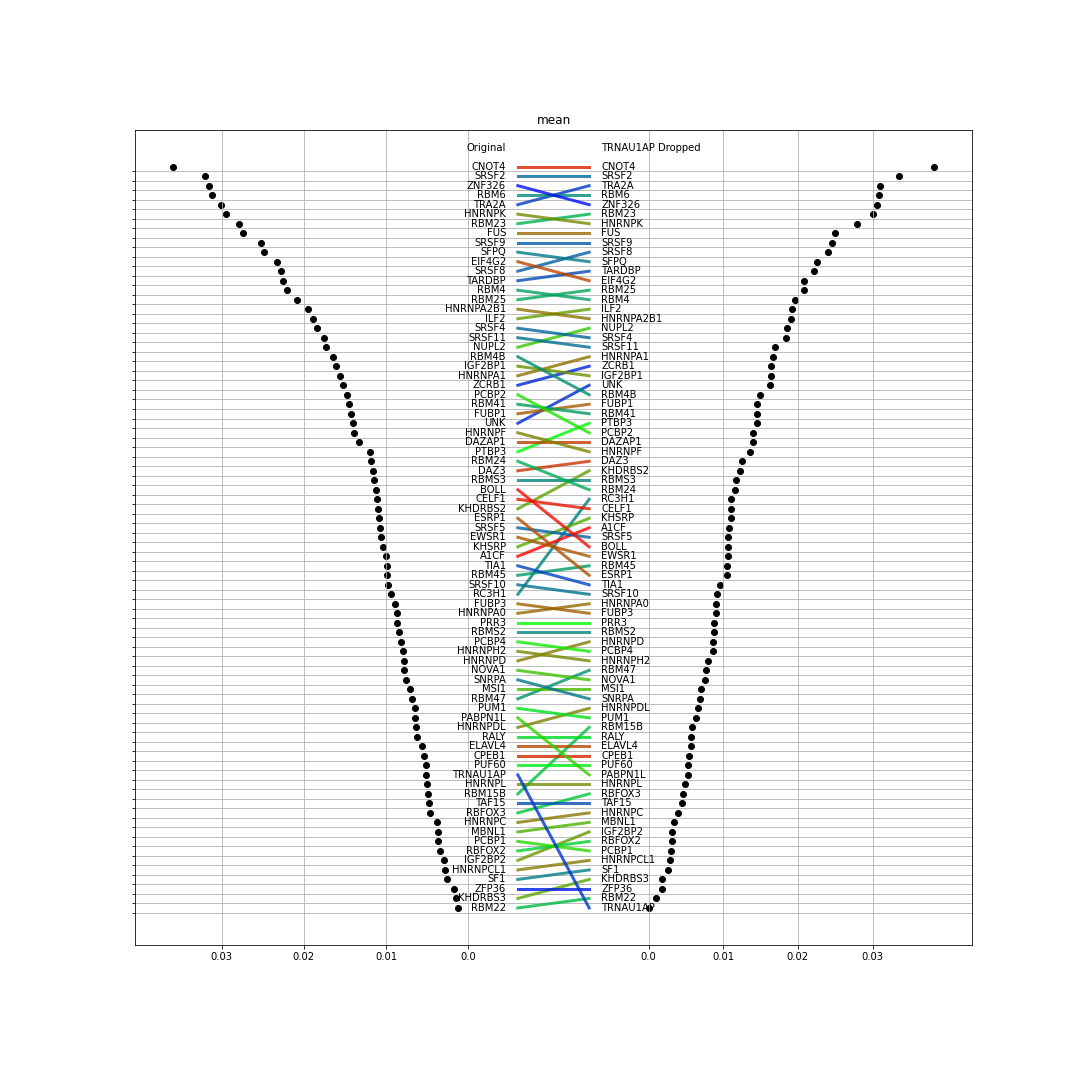 mean
Original TRNAU1AP Dropped
CNOT4 CNOT4
SRSF2 SRSF2
ZNF326 TRA2A
RBM6 RBM6
TRA2A ZNF326
HNRNPK RBM23
RBM23 HNRNPK
FUS FUS
SRSF9 SRSF9
SFPQ SRSF8
EIF4G2 SFPQ
SRSF8 TARDBP
TARDBP EIF4G2
RBM4 RBM25
RBM25 RBM4
HNRNPA2B1 ILF2
ILF2 HNRNPA2B1
SRSF4 NUPL2
SRSF11 SRSF4
NUPL2 SRSF11
RBM4B HNRNPA1
IGF2BP1 ZCRB1
HNRNPA1 IGF2BP1
ZCRB1 UNK
PCBP2 RBM4B
RBM41 FUBP1
FUBP1 RBM41
UNK PTBP3
HNRNPF PCBP2
DAZAP1 DAZAP1
PTBP3 HNRNPF
RBM24 DAZ3
DAZ3 KHDRBS2
RBMS3 RBMS3
BOLL RBM24
CELF1 RC3H1
KHDRBS2 CELF1
ESRP1 KHSRP
SRSF5 A1CF
EWSR1 SRSF5
KHSRP BOLL
A1CF EWSR1
TIA1 RBM45
RBM45 ESRP1
SRSF10 TIA1
RC3H1 SRSF10
FUBP3 HNRNPA0
HNRNPA0 FUBP3
PRR3 PRR3
RBMS2 RBMS2
PCBP4 HNRNPD
HNRNPH2 PCBP4
HNRNPD HNRNPH2
NOVA1 RBM47
SNRPA NOVA1
MSI1 MSI1
RBM47 SNRPA
PUM1 HNRNPDL
PABPN1L PUM1
HNRNPDL RBM15B
RALY RALY
ELAVL4 ELAVL4
CPEB1 CPEB1
PUF60 PUF60
TRNAU1AP PABPN1L
HNRNPL HNRNPL
RBM15B RBFOX3
TAF15 TAF15
RBFOX3 HNRNPC
HNRNPC MBNL1
MBNL1 IGF2BP2
PCBP1 RBFOX2
RBFOX2 PCBP1
IGF2BP2 HNRNPCL1
HNRNPCL1 SF1
SF1 KHDRBS3
ZFP36 ZFP36
KHDRBS3 RBM22
RBM22 TRNAU1AP
0.03 0.02 0.01 0.0 0.0 0.01 0.02 0.03